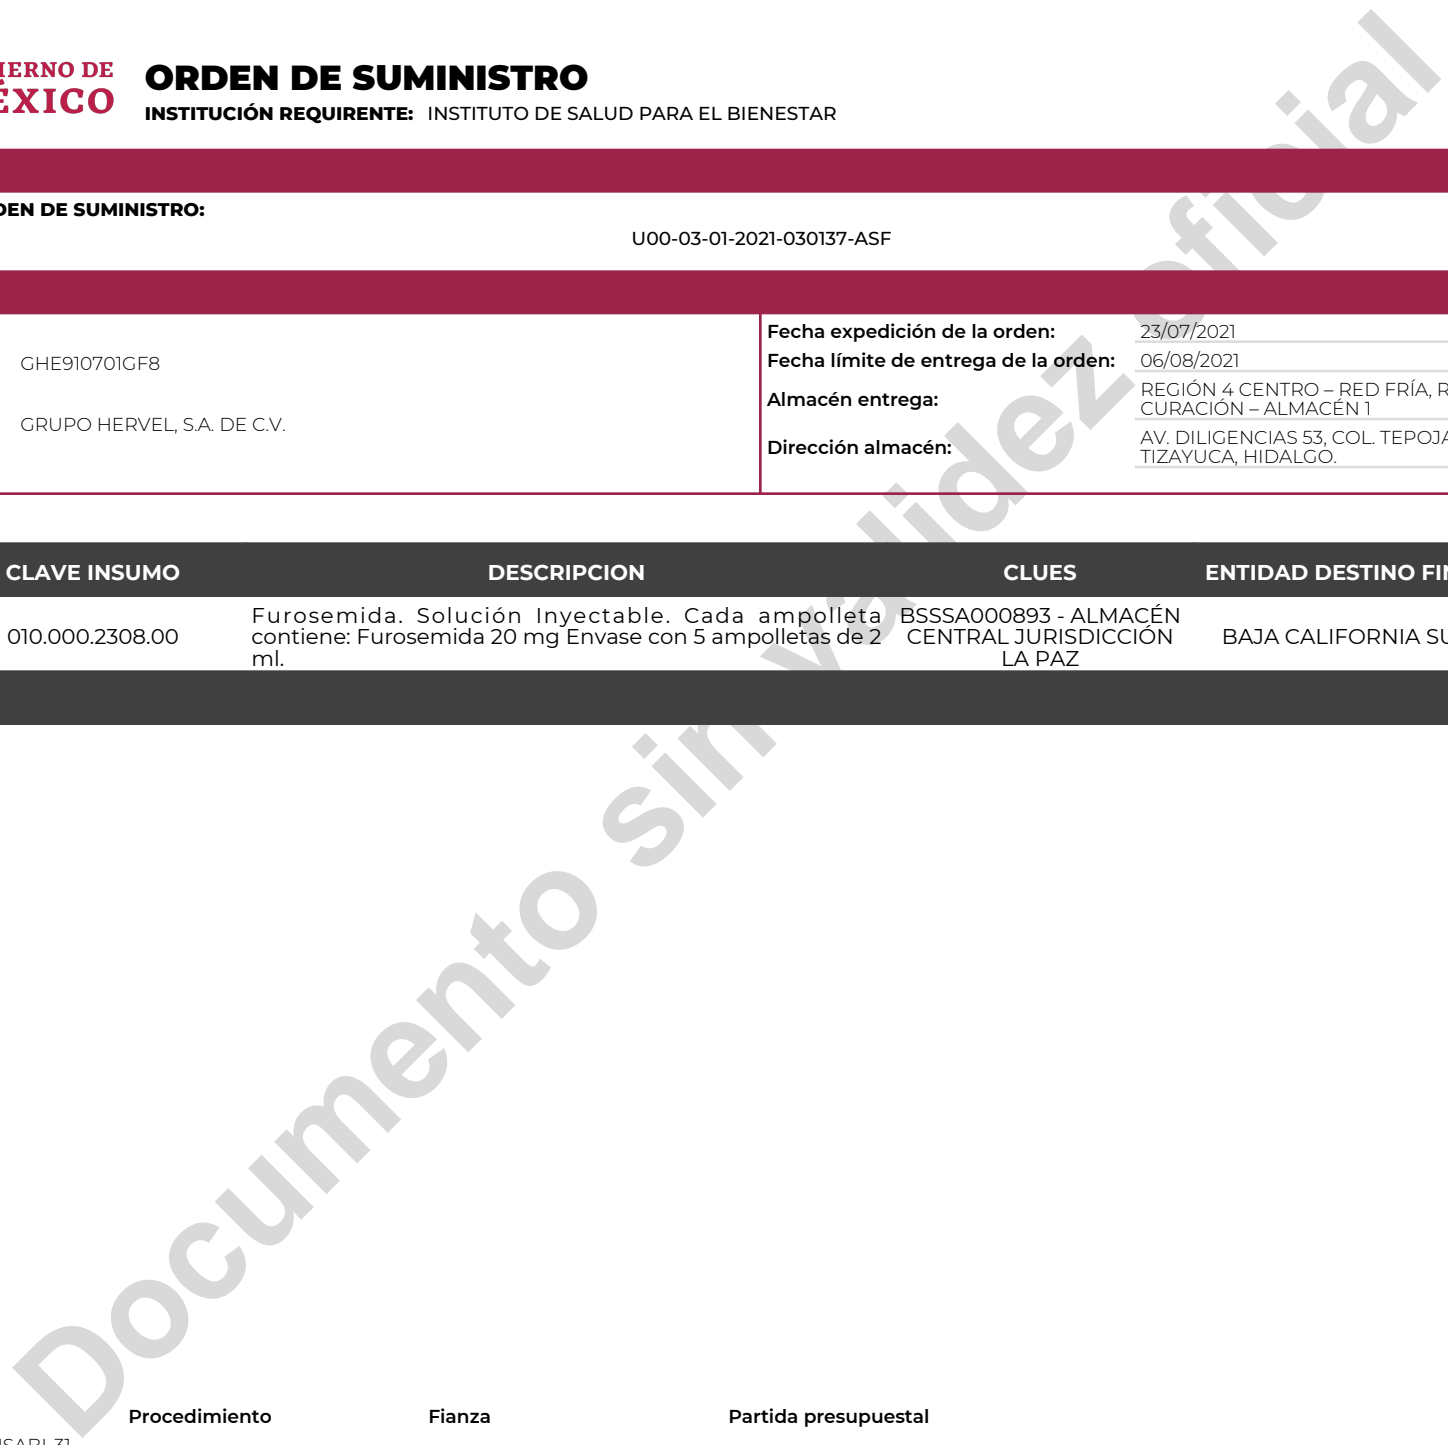 IERNO DE
ÉXICO
ORDEN DE SUMINISTRO
INSTITUCIÓN REQUIRENTE: INSTITUTO DE SALUD PARA EL BIENESTAR
DEN DE SUMINISTRO:
U00-03-01-2021-030137-ASF
GHE910701GF8
GRUPO HERVEL, S.A. DE C.V.
Fecha expedición de la orden: 23/07/2021
Fecha límite de entrega de la orden: 06/08/2021
Almacén entrega: REGIÓN 4 CENTRO – RED FRÍA, R
CURACIÓN – ALMACÉN 1
Dirección almacén: AV. DILIGENCIAS 53, COL. TEPOJA
TIZAYUCA, HIDALGO.
CLAVE INSUMO DESCRIPCION CLUES ENTIDAD DESTINO FIN
010.000.2308.00
Furosemida. Solución Inyectable. Cada ampolleta
contiene: Furosemida 20 mg Envase con 5 ampolletas de 2
ml.
BSSSA000893 - ALMACÉN
CENTRAL JURISDICCIÓN
LA PAZ
BAJA CALIFORNIA SU
Documento sin validez oficial
Procedimiento Fianza Partida presupuestal